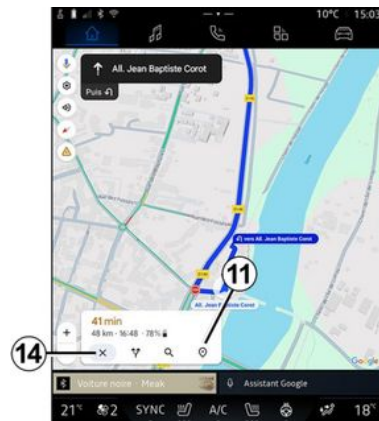 10°C 15:03
All. Jean Baptiste Corot
Puis
vers All. Jean Baptiste Corot
All. Jean Baptiste Corot
11
41 min
48 km · 16:48 · 78%
14
Google
Voiture noire · Meak
Assistant Google
21° 2 SYNC A/C 18°